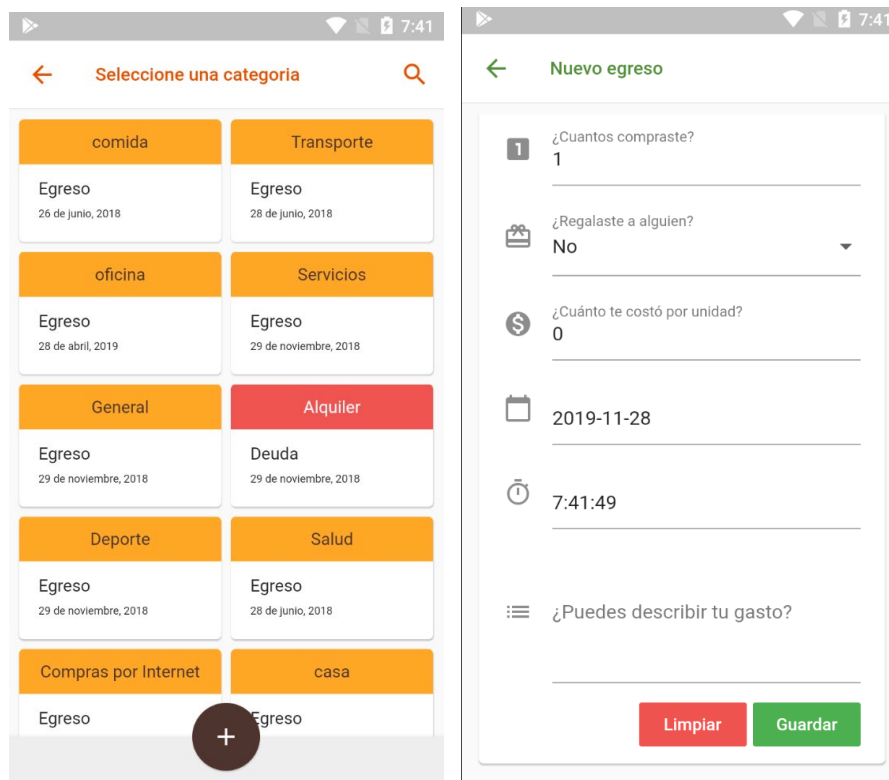 7:41
Seleccione una categoria
comida
Transporte
Egreso
26 de junio, 2018
Egreso
28 de junio, 2018
oficina
Servicios
Egreso
28 de abril, 2019
Egreso
29 de noviembre, 2018
General
Alquiler
Egreso
29 de noviembre, 2018
Deuda
29 de noviembre, 2018
Deporte
Salud
Egreso
29 de noviembre, 2018
Egreso
28 de junio, 2018
Compras por Internet
casa
Egreso
Egreso
+
7:41
Nuevo egreso
1
¿Cuantos compraste?
1
¿Regalaste a alguien?
No
$
¿Cuánto te costó por unidad?
0
2019-11-28
7:41:49
¿Puedes describir tu gasto?
Limpiar
Guardar